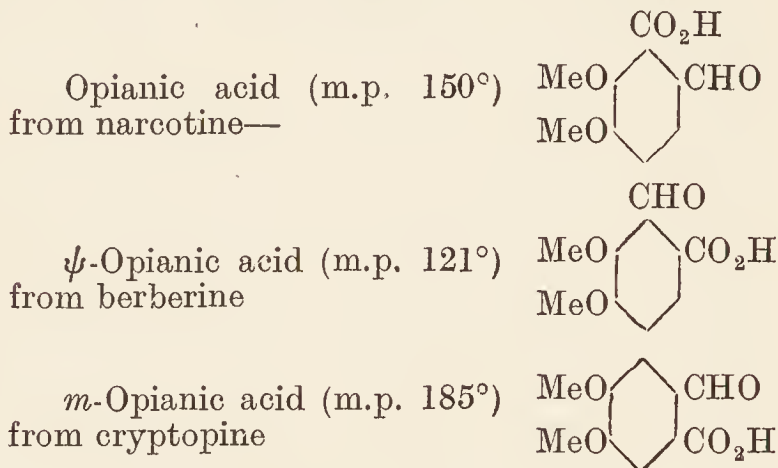 CO₂H
Opianic acid (m.p. 150°) MeO CHO
from narcotine— MeO
CHO
ψ-Opianic acid (m.p. 121°) MeO CO₂H
from berberine MeO
m-Opianic acid (m.p. 185°) MeO CHO
from cryptopine MeO CO₂H